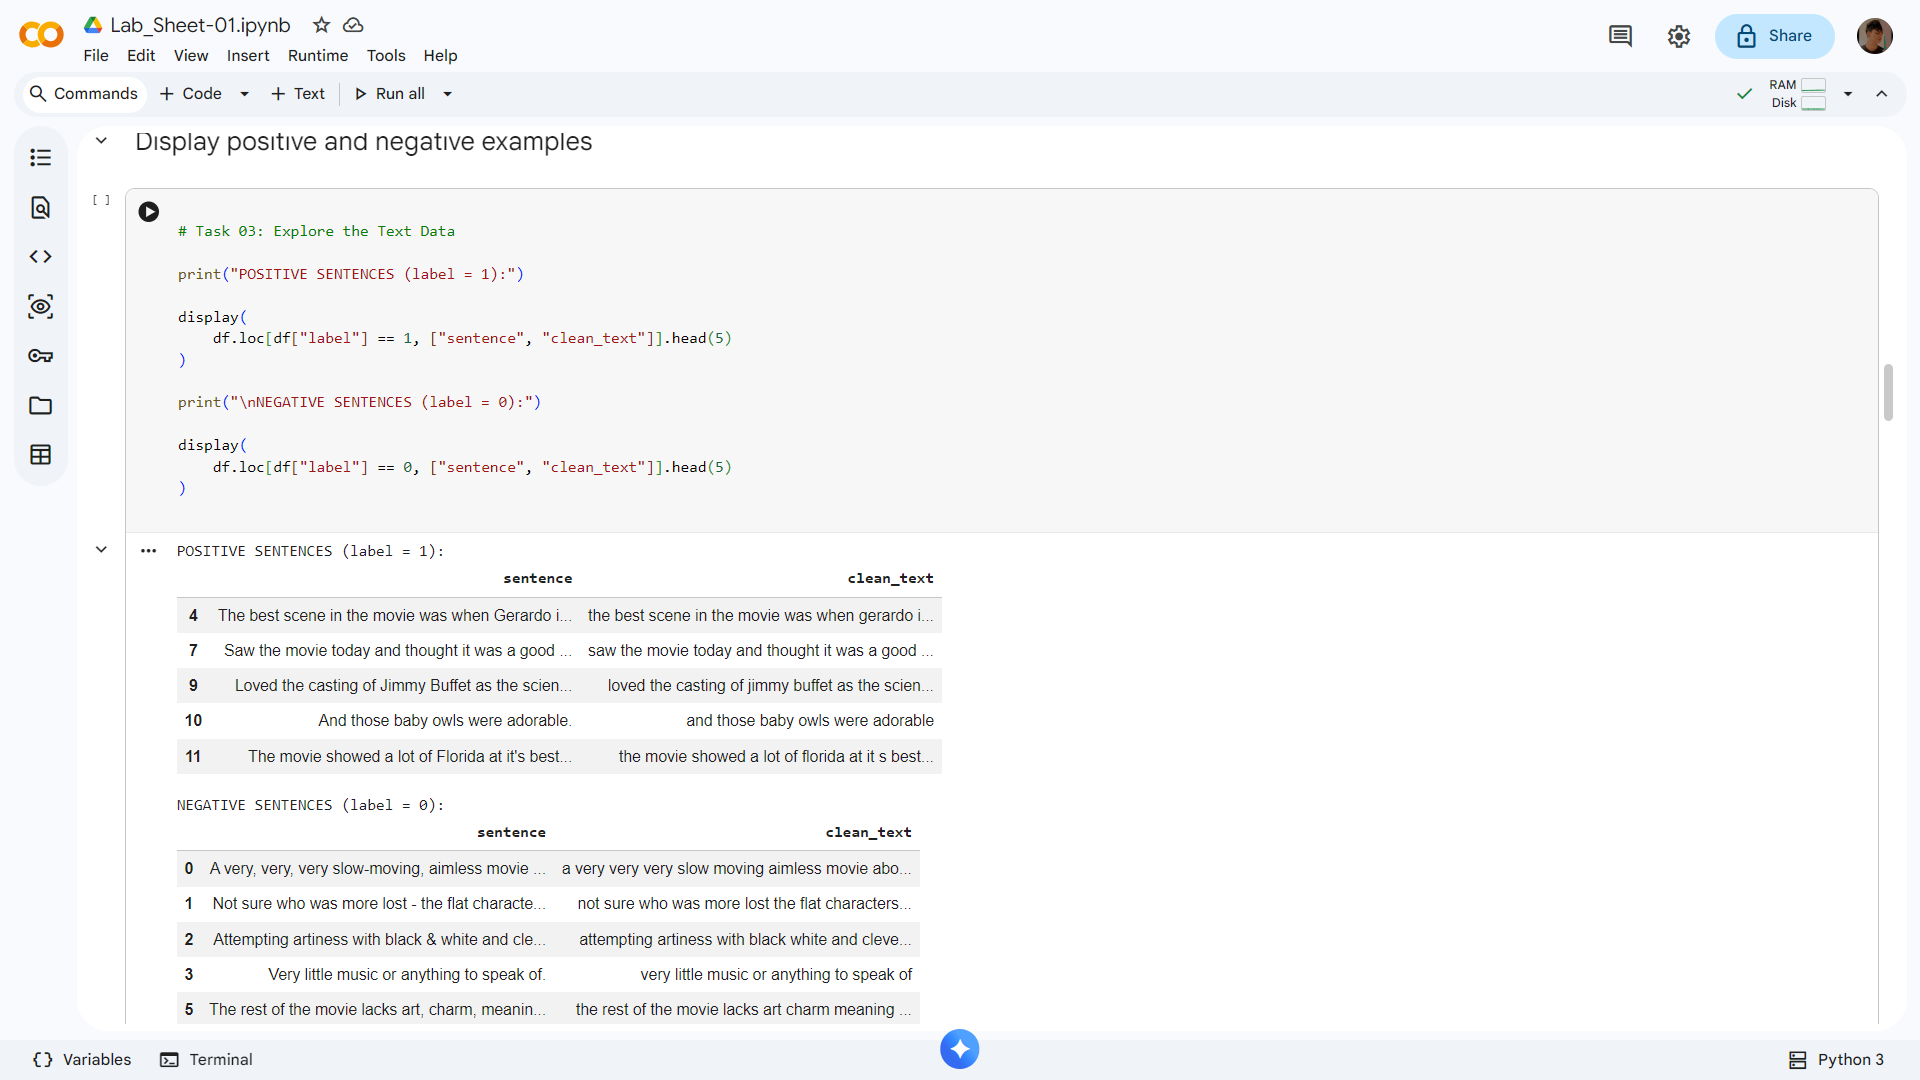 Lab_Sheet-01.ipynb
File Edit View Insert Runtime Tools Help
Share
Commands + Code + Text Run all
RAM
Disk
Display positive and negative examples
[ ]
# Task 03: Explore the Text Data
print("POSITIVE SENTENCES (label = 1):")
display(
    df.loc[df["label"] == 1, ["sentence", "clean_text"]].head(5)
)
print("\nNEGATIVE SENTENCES (label = 0):")
display(
    df.loc[df["label"] == 0, ["sentence", "clean_text"]].head(5)
)
POSITIVE SENTENCES (label = 1):
sentence clean_text
4 The best scene in the movie was when Gerardo i... the best scene in the movie was when gerardo i...
7 Saw the movie today and thought it was a good ... saw the movie today and thought it was a good ...
9 Loved the casting of Jimmy Buffet as the scien... loved the casting of jimmy buffet as the scien...
10 And those baby owls were adorable. and those baby owls were adorable
11 The movie showed a lot of Florida at it's best... the movie showed a lot of florida at it s best...
NEGATIVE SENTENCES (label = 0):
sentence clean_text
0 A very, very, very slow-moving, aimless movie ... a very very very slow moving aimless movie abo...
1 Not sure who was more lost - the flat characte... not sure who was more lost the flat characters...
2 Attempting artiness with black & white and cle... attempting artiness with black white and cleve...
3 Very little music or anything to speak of. very little music or anything to speak of
5 The rest of the movie lacks art, charm, meanin... the rest of the movie lacks art charm meaning ...
Variables Terminal
Python 3